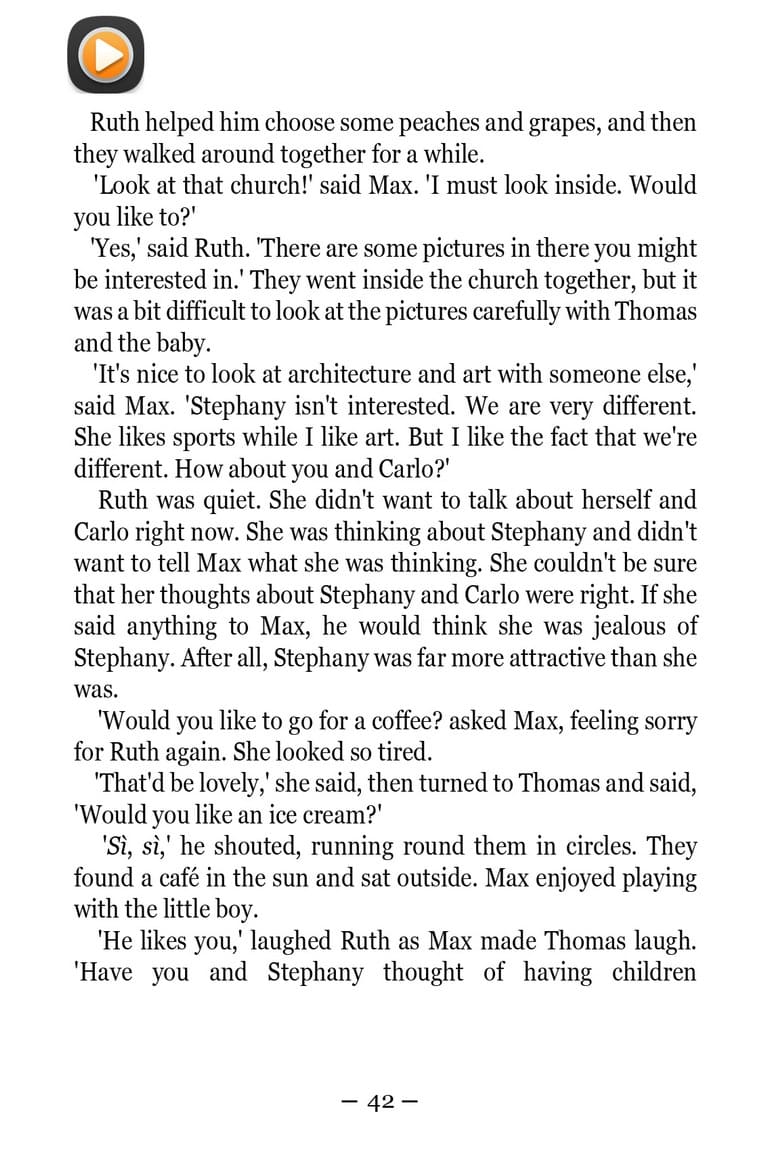 Ruth helped him choose some peaches and grapes, and then
they walked around together for a while.
'Look at that church!' said Max. 'I must look inside. Would
you like to?'
'Yes,' said Ruth. 'There are some pictures in there you might
be interested in.' They went inside the church together, but it
was a bit difficult to look at the pictures carefully with Thomas
and the baby.
'It's nice to look at architecture and art with someone else,'
said Max. 'Stephany isn't interested. We are very different.
She likes sports while I like art. But I like the fact that we're
different. How about you and Carlo?'
Ruth was quiet. She didn't want to talk about herself and
Carlo right now. She was thinking about Stephany and didn't
want to tell Max what she was thinking. She couldn't be sure
that her thoughts about Stephany and Carlo were right. If she
said anything to Max, he would think she was jealous of
Stephany. After all, Stephany was far more attractive than she
was.
'Would you like to go for a coffee? asked Max, feeling sorry
for Ruth again. She looked so tired.
'That'd be lovely,' she said, then turned to Thomas and said,
'Would you like an ice cream?'
'Sì, sì,' he shouted, running round them in circles. They
found a café in the sun and sat outside. Max enjoyed playing
with the little boy.
'He likes you,' laughed Ruth as Max made Thomas laugh.
'Have you and Stephany thought of having children
– 42 –